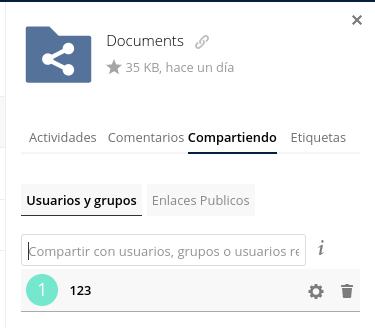 Documents
35 KB, hace un día
Actividades Comentarios Compartiendo Etiquetas
Usuarios y grupos Enlaces Publicos
Compartir con usuarios, grupos o usuarios re
i
1 123